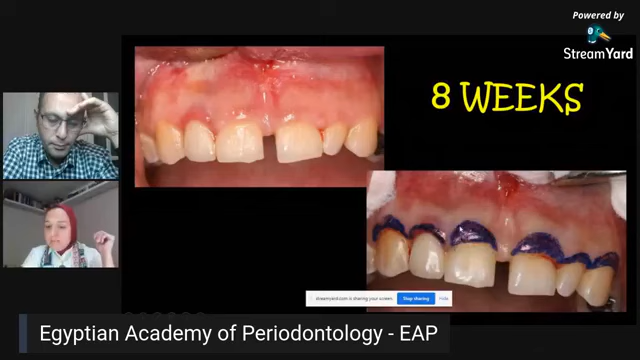 Powered by
StreamYard
8 WEEKS
streamyard.com is sharing your screen.
Stop sharing
Hide
Egyptian Academy of Periodontology - EAP